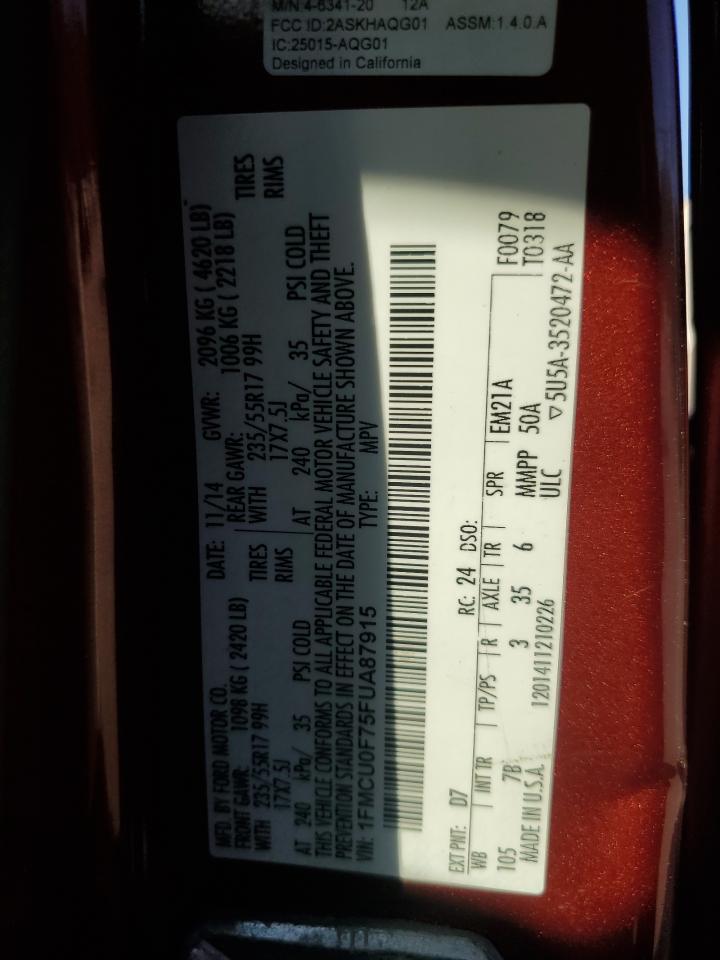 M/N:4-6341-20 12A
FCC ID:2ASKHAQG01 ASSM:1.4.0.A
IC:25015-AQG01
Designed in California
MFD. BY FORD MOTOR CO.
DATE: 11/14 GVWR: 2096 KG ( 4620 LB)
FRONT GAWR: 1098 KG ( 2420 LB) REAR GAWR: 1006 KG ( 2218 LB)
WITH 235/55R17 99H TIRES WITH 235/55R17 99H TIRES
17X7.5J RIMS 17X7.5J RIMS
AT 240 kPa/ 35 PSI COLD AT 240 kPa/ 35 PSI COLD
THIS VEHICLE CONFORMS TO ALL APPLICABLE FEDERAL MOTOR VEHICLE SAFETY AND THEFT
PREVENTION STANDARDS IN EFFECT ON THE DATE OF MANUFACTURE SHOWN ABOVE.
VIN: 1FMCU0F75FUA87915 TYPE: MPV
EXT PNT: D7 RC: 24 DSO: F0079
WB INT TR TP/PS R AXLE TR SPR EM21A T0318
105 7B 3 35 6 MMPP 50A
MADE IN U.S.A. 1201411210226 ULC ▽5U5A-3520472-AA